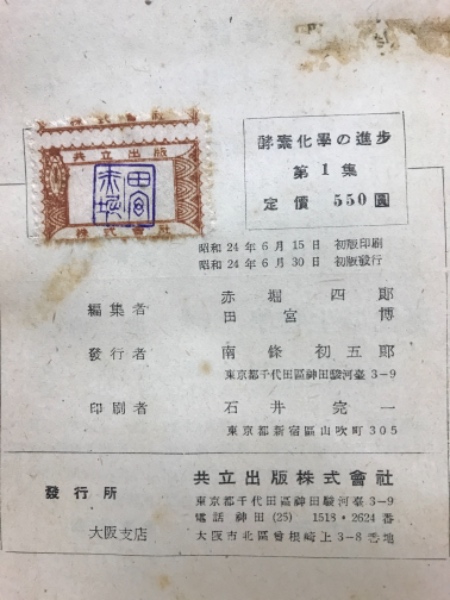 共立出版
株式會社
田宮
赤堀
酵素化學の進步
第1集
定價 550圓
昭和24年6月15日 初版印刷
昭和24年6月30日 初版發行
編集者
赤堀四郎
田宮博
發行者 南條初五郎
東京都千代田區神田駿河臺3-9
印刷者 石井完一
東京都新宿區山吹町305
發行所 共立出版株式會社
東京都千代田區神田駿河臺3-9
電話神田(25) 1518・2624番
大阪支店 大阪市北區曾根崎上3-8番地